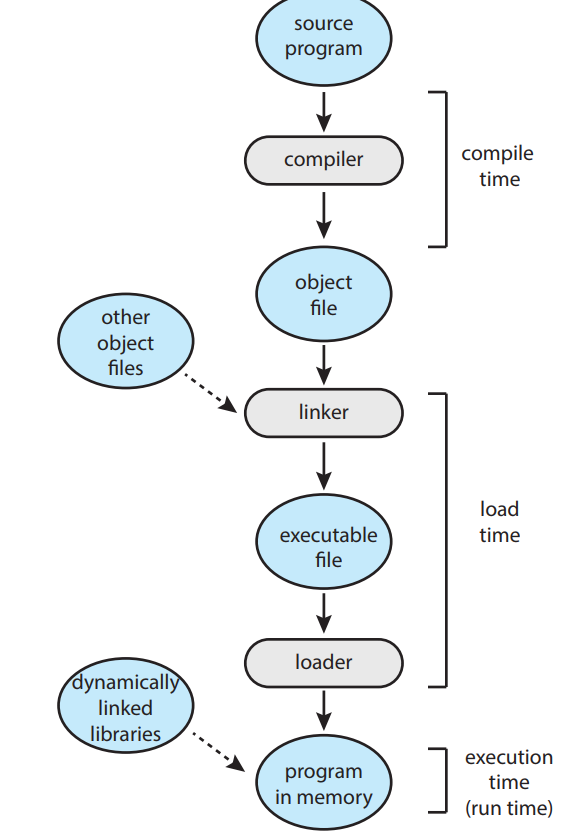 source
program
compiler
compile
time
object
file
other
object
files
linker
load
time
executable
file
loader
dynamically
linked
libraries
program
in memory
execution
time
(run time)